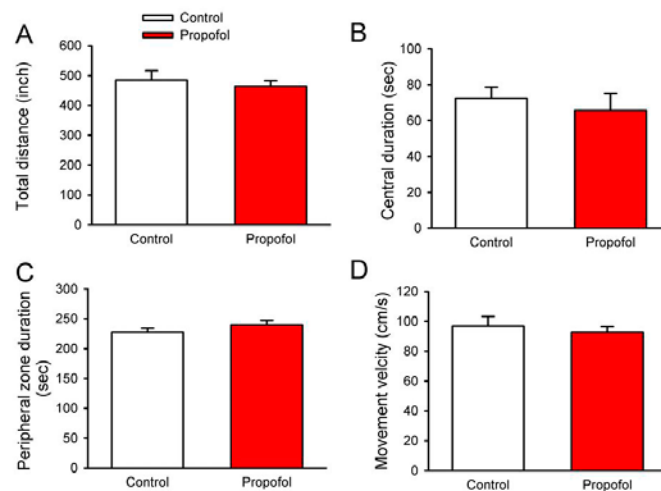 A
Control
Propofol
Total distance (inch)
600
500
400
300
200
100
0
Control Propofol
B
Central duration (sec)
100
80
60
40
20
0
Control Propofol
C
Peripheral zone duration
(sec)
300
250
200
150
100
50
0
Control Propofol
D
Movement velcity (cm/s)
120
100
80
60
40
20
0
Control Propofol